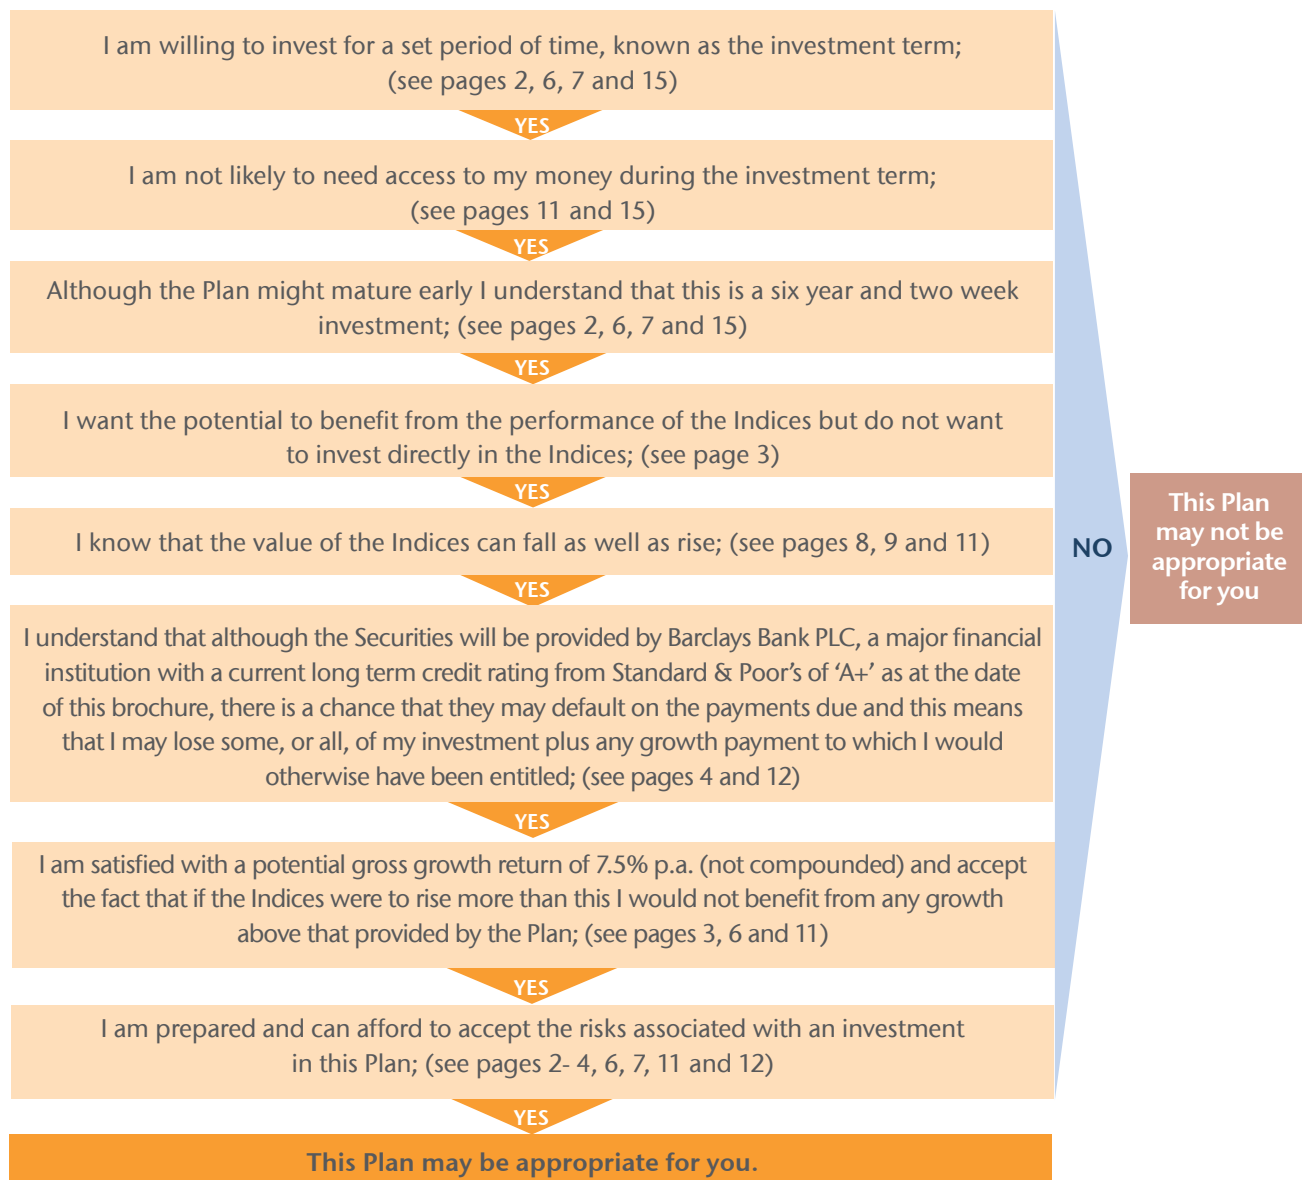 I am willing to invest for a set period of time, known as the investment term;
(see pages 2, 6, 7 and 15)
YES
I am not likely to need access to my money during the investment term;
(see pages 11 and 15)
YES
Although the Plan might mature early I understand that this is a six year and two week
investment; (see pages 2, 6, 7 and 15)
YES
I want the potential to benefit from the performance of the Indices but do not want
to invest directly in the Indices; (see page 3)
YES
I know that the value of the Indices can fall as well as rise; (see pages 8, 9 and 11)
YES
I understand that although the Securities will be provided by Barclays Bank PLC, a major financial
institution with a current long term credit rating from Standard & Poor’s of ‘A+’ as at the date
of this brochure, there is a chance that they may default on the payments due and this means
that I may lose some, or all, of my investment plus any growth payment to which I would
otherwise have been entitled; (see pages 4 and 12)
YES
I am satisfied with a potential gross growth return of 7.5% p.a. (not compounded) and accept
the fact that if the Indices were to rise more than this I would not benefit from any growth
above that provided by the Plan; (see pages 3, 6 and 11)
YES
I am prepared and can afford to accept the risks associated with an investment
in this Plan; (see pages 2- 4, 6, 7, 11 and 12)
YES
This Plan may be appropriate for you.
NO
This Plan
may not be
appropriate
for you